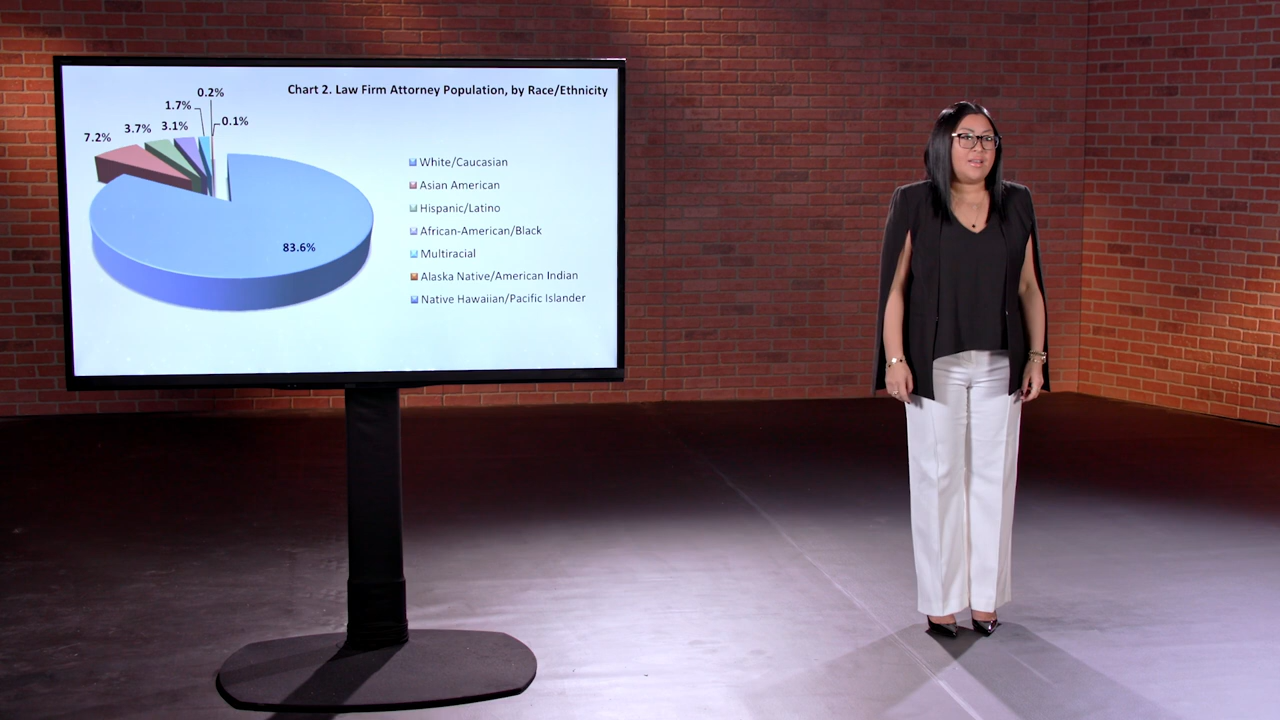 Chart 2. Law Firm Attorney Population, by Race/Ethnicity
0.2%
1.7%
0.1%
3.7%
3.1%
7.2%
83.6%
White/Caucasian
Asian American
Hispanic/Latino
African-American/Black
Multiracial
Alaska Native/American Indian
Native Hawaiian/Pacific Islander